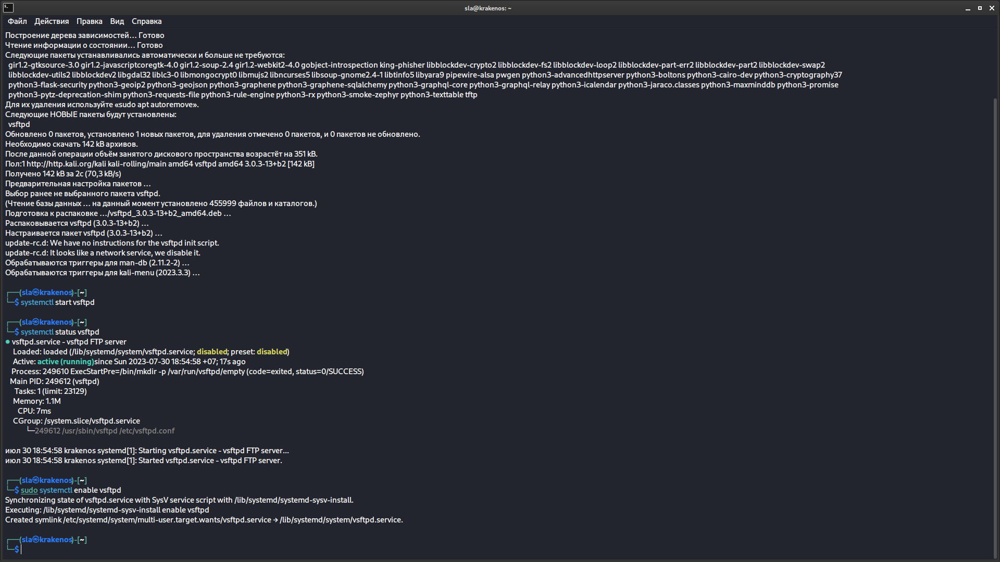 sla@krakenos: ~
Файл Действия Правка Вид Справка
Построение дерева зависимостей… Готово
Чтение информации о состоянии… Готово
Следующие пакеты устанавливались автоматически и больше не требуются:
gir1.2-gtksource-3.0 gir1.2-javascriptcoregtk-4.0 gir1.2-soup-2.4 gir1.2-webkit2-4.0 gobject-introspection king-phisher libblockdev-crypto2 libblockdev-fs2 libblockdev-loop2 libblockdev-part-err2 libblockdev-part2 libblockdev-swap2
libblockdev-utils2 libblockdev2 libgdal32 liblc3-0 libmongocrypt0 libmujs2 libncurses5 libsoup-gnome2.4-1 libtinfo5 libyara9 pipewire-alsa pwgen python3-advancedhttpserver python3-boltons python3-cairo-dev python3-cryptography37
python3-flask-security python3-geoip2 python3-geojson python3-graphene python3-graphene-sqlalchemy python3-graphql-core python3-graphql-relay python3-icalendar python3-jaraco.classes python3-maxminddb python3-promise
python3-pytz-deprecation-shim python3-requests-file python3-rule-engine python3-rx python3-smoke-zephyr python3-texttable tftp
Для их удаления используйте «sudo apt autoremove».
Следующие НОВЫЕ пакеты будут установлены:
vsftpd
Обновлено 0 пакетов, установлено 1 новых пакетов, для удаления отмечено 0 пакетов, и 0 пакетов не обновлено.
Необходимо скачать 142 kB архивов.
После данной операции объём занятого дискового пространства возрастёт на 351 kB.
Пол:1 http://http.kali.org/kali kali-rolling/main amd64 vsftpd amd64 3.0.3-13+b2 [142 kB]
Получено 142 kB за 2с (70,3 kB/s)
Предварительная настройка пакетов …
Выбор ранее не выбранного пакета vsftpd.
(Чтение базы данных … на данный момент установлено 455999 файлов и каталогов.)
Подготовка к распаковке …/vsftpd_3.0.3-13+b2_amd64.deb …
Распаковывается vsftpd (3.0.3-13+b2) …
Настраивается пакет vsftpd (3.0.3-13+b2) …
update-rc.d: We have no instructions for the vsftpd init script.
update-rc.d: It looks like a network service, we disable it.
Обрабатываются триггеры для man-db (2.11.2-2) …
Обрабатываются триггеры для kali-menu (2023.3.3) …
┌──(sla㉿krakenos)-[~]
└─$ systemctl start vsftpd
┌──(sla㉿krakenos)-[~]
└─$ systemctl status vsftpd
● vsftpd.service - vsftpd FTP server
Loaded: loaded (/lib/systemd/system/vsftpd.service; disabled; preset: disabled)
Active: active (running)since Sun 2023-07-30 18:54:58 +07; 17s ago
Process: 249610 ExecStartPre=/bin/mkdir -p /var/run/vsftpd/empty (code=exited, status=0/SUCCESS)
Main PID: 249612 (vsftpd)
Tasks: 1 (limit: 23129)
Memory: 1.1M
CPU: 7ms
CGroup: /system.slice/vsftpd.service
└─249612 /usr/sbin/vsftpd /etc/vsftpd.conf
июл 30 18:54:58 krakenos systemd[1]: Starting vsftpd.service - vsftpd FTP server...
июл 30 18:54:58 krakenos systemd[1]: Started vsftpd.service - vsftpd FTP server.
┌──(sla㉿krakenos)-[~]
└─$ sudo systemctl enable vsftpd
Synchronizing state of vsftpd.service with SysV service script with /lib/systemd/systemd-sysv-install.
Executing: /lib/systemd/systemd-sysv-install enable vsftpd
Created symlink /etc/systemd/system/multi-user.target.wants/vsftpd.service → /lib/systemd/system/vsftpd.service.
┌──(sla㉿krakenos)-[~]
└─$